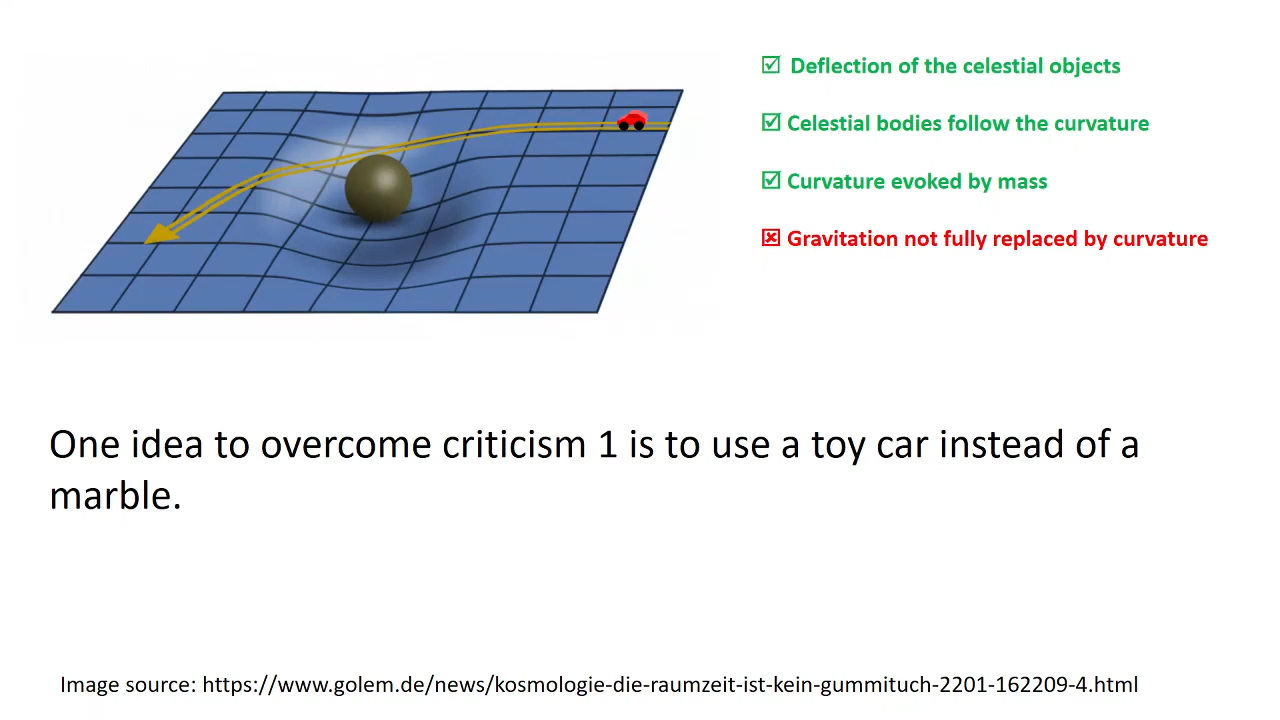 Deflection of the celestial objects
Celestial bodies follow the curvature
Curvature evoked by mass
Gravitation not fully replaced by curvature
One idea to overcome criticism 1 is to use a toy car instead of a
marble.
Image source: https://www.golem.de/news/kosmologie-die-raumzeit-ist-kein-gummituch-2201-162209-4.html